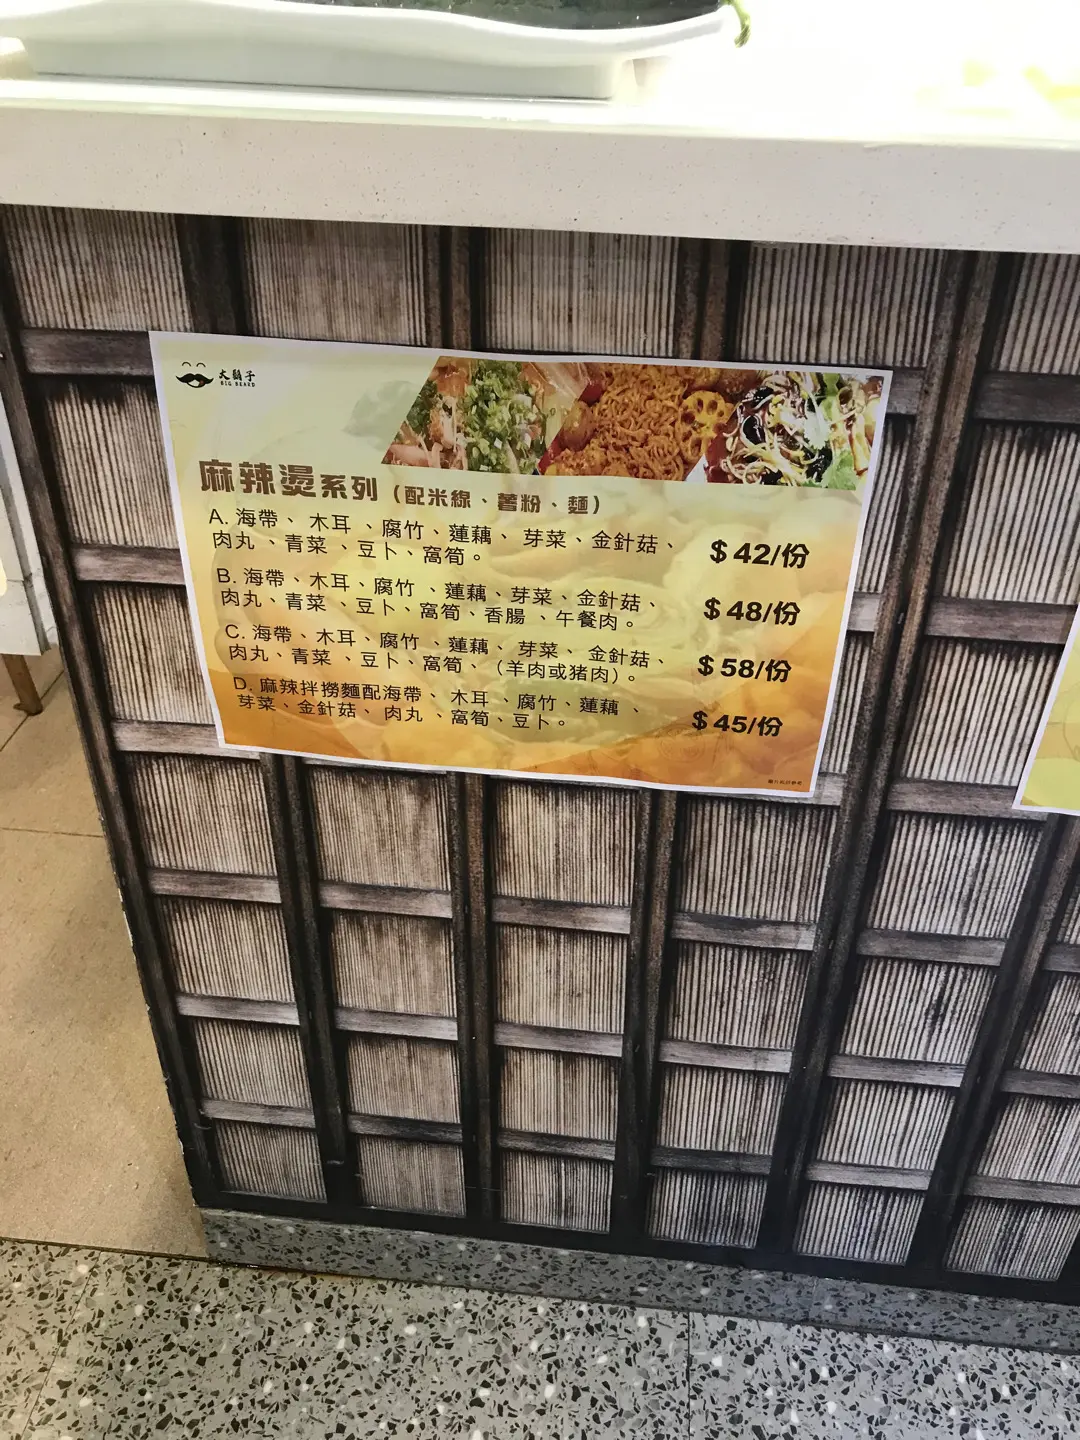 大鬍子
BIG BEARD
麻辣燙系列（配米線、薯粉、麵）
A. 海帶、木耳、腐竹、蓮藕、芽菜、金針菇、
肉丸、青菜、豆卜、窩筍。
$42/份
B. 海帶、木耳、腐竹、蓮藕、芽菜、金針菇、
肉丸、青菜、豆卜、窩筍、香腸、午餐肉。
$48/份
C. 海帶、木耳、腐竹、蓮藕、芽菜、金針菇、
肉丸、青菜、豆卜、窩筍、（羊肉或猪肉）。
$58/份
D. 麻辣拌撈麵配海帶、木耳、腐竹、蓮藕、
芽菜、金針菇、肉丸、窩筍、豆卜。
$45/份